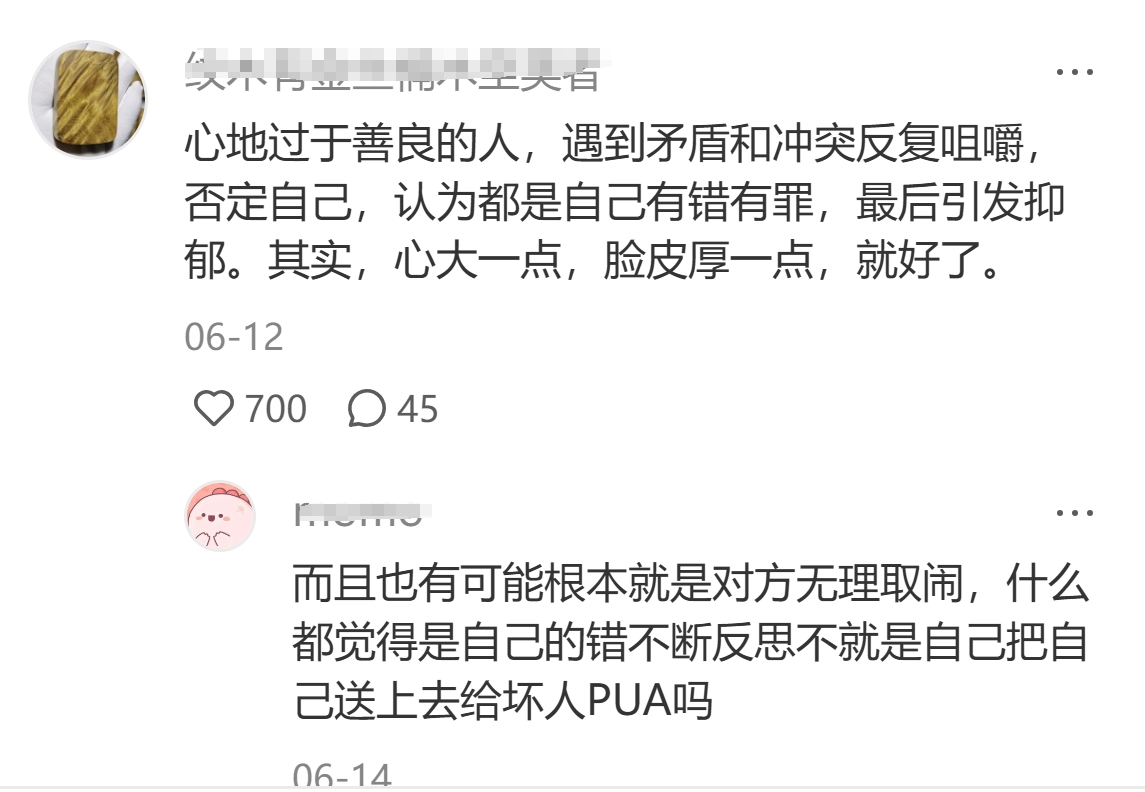 心地过于善良的人，遇到矛盾和冲突反复咀嚼，
否定自己，认为都是自己有错有罪，最后引发抑
郁。其实，心大一点，脸皮厚一点，就好了。
06-12
700 45
而且也有可能根本就是对方无理取闹，什么
都觉得是自己的错不断反思不就是自己把自
己送上去给坏人PUA吗
06-14